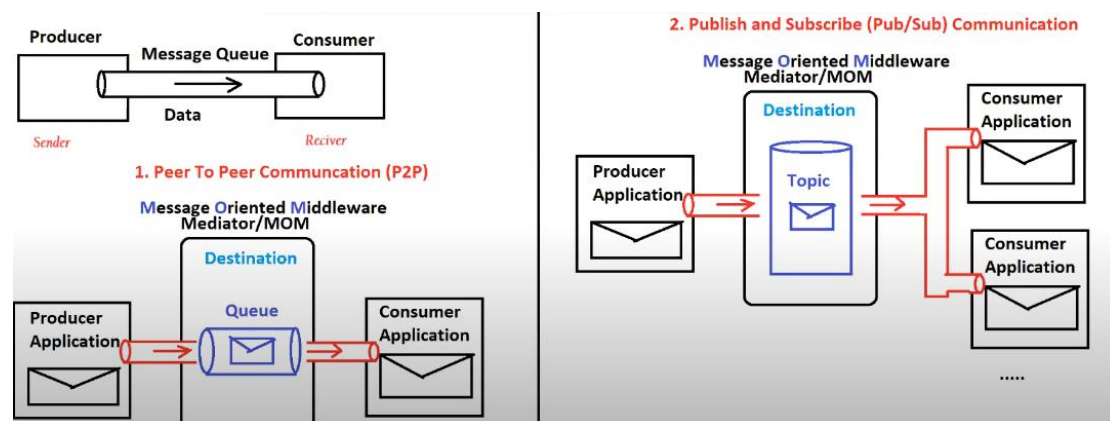 Producer
Consumer
Message Queue
Data
Sender
Reciver
1. Peer To Peer Communcation (P2P)
Message Oriented Middleware
Mediator/MOM
Destination
Queue
Producer
Application
Consumer
Application
2. Publish and Subscribe (Pub/Sub) Communication
Message Oriented Middleware
Mediator/MOM
Destination
Topic
Producer
Application
Consumer
Application
Consumer
Application
.....